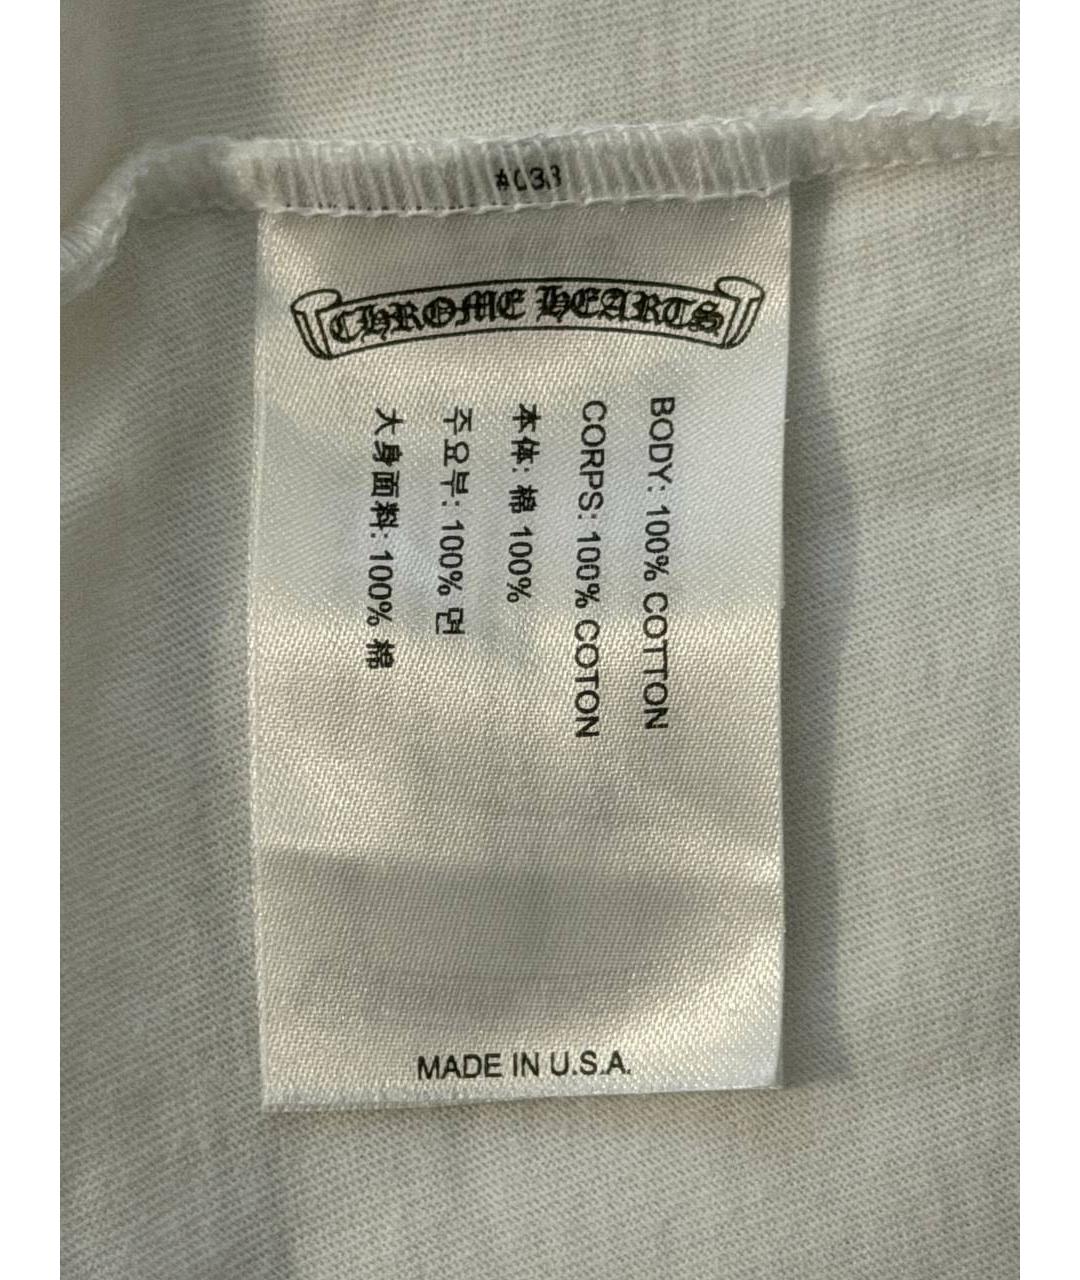 CHROME HEARTS
BODY: 100% COTTON
CORPS: 100% COTON
本体: 棉 100%
주요부: 100% 면
大身面料: 100% 棉
MADE IN U.S.A.